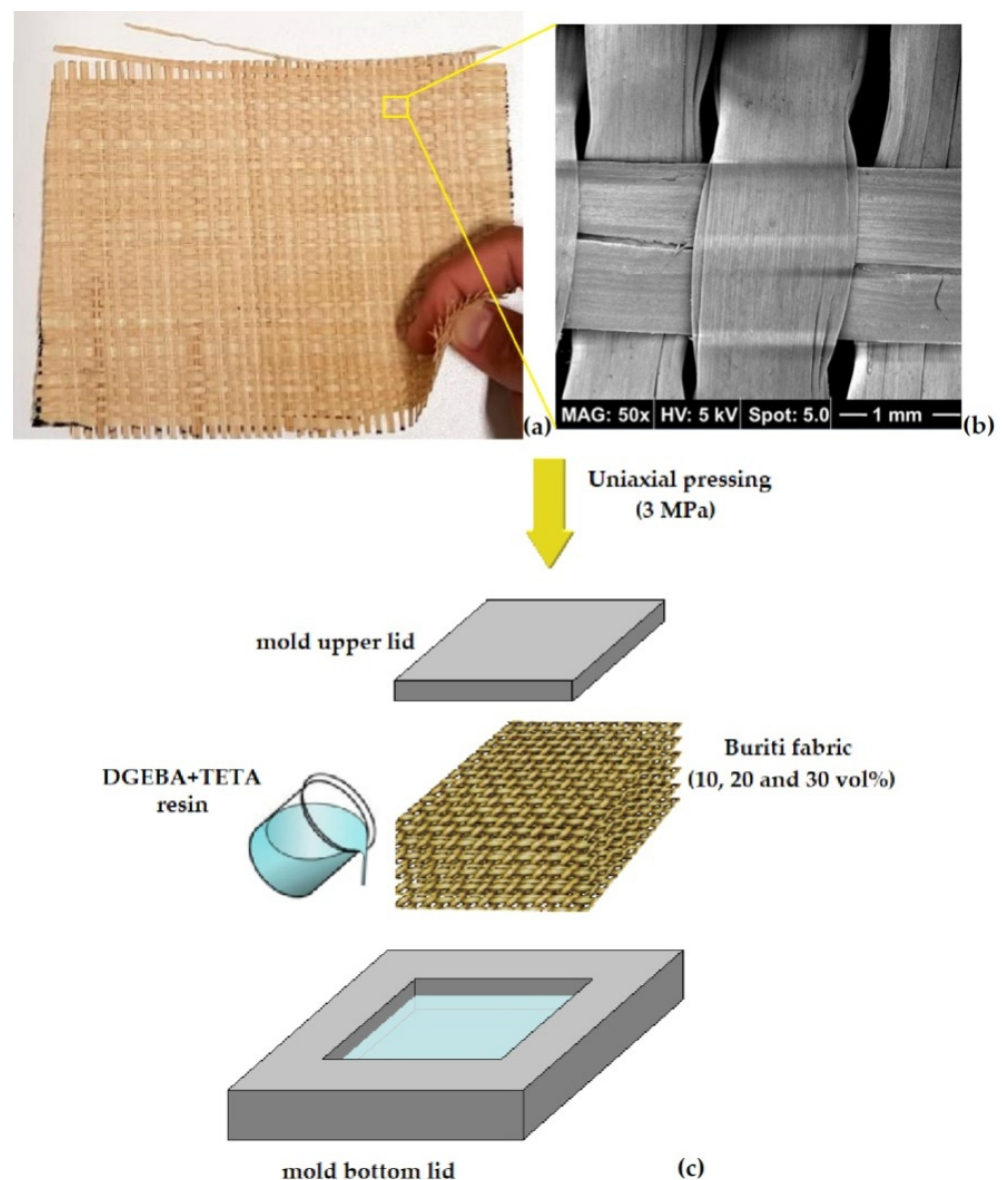 (a)
MAG: 50x HV: 5 kV Spot: 5.0 1 mm
(b)
Uniaxial pressing
(3 MPa)
mold upper lid
Buriti fabric
(10, 20 and 30 vol%)
DGEBA+TETA
resin
mold bottom lid
(c)